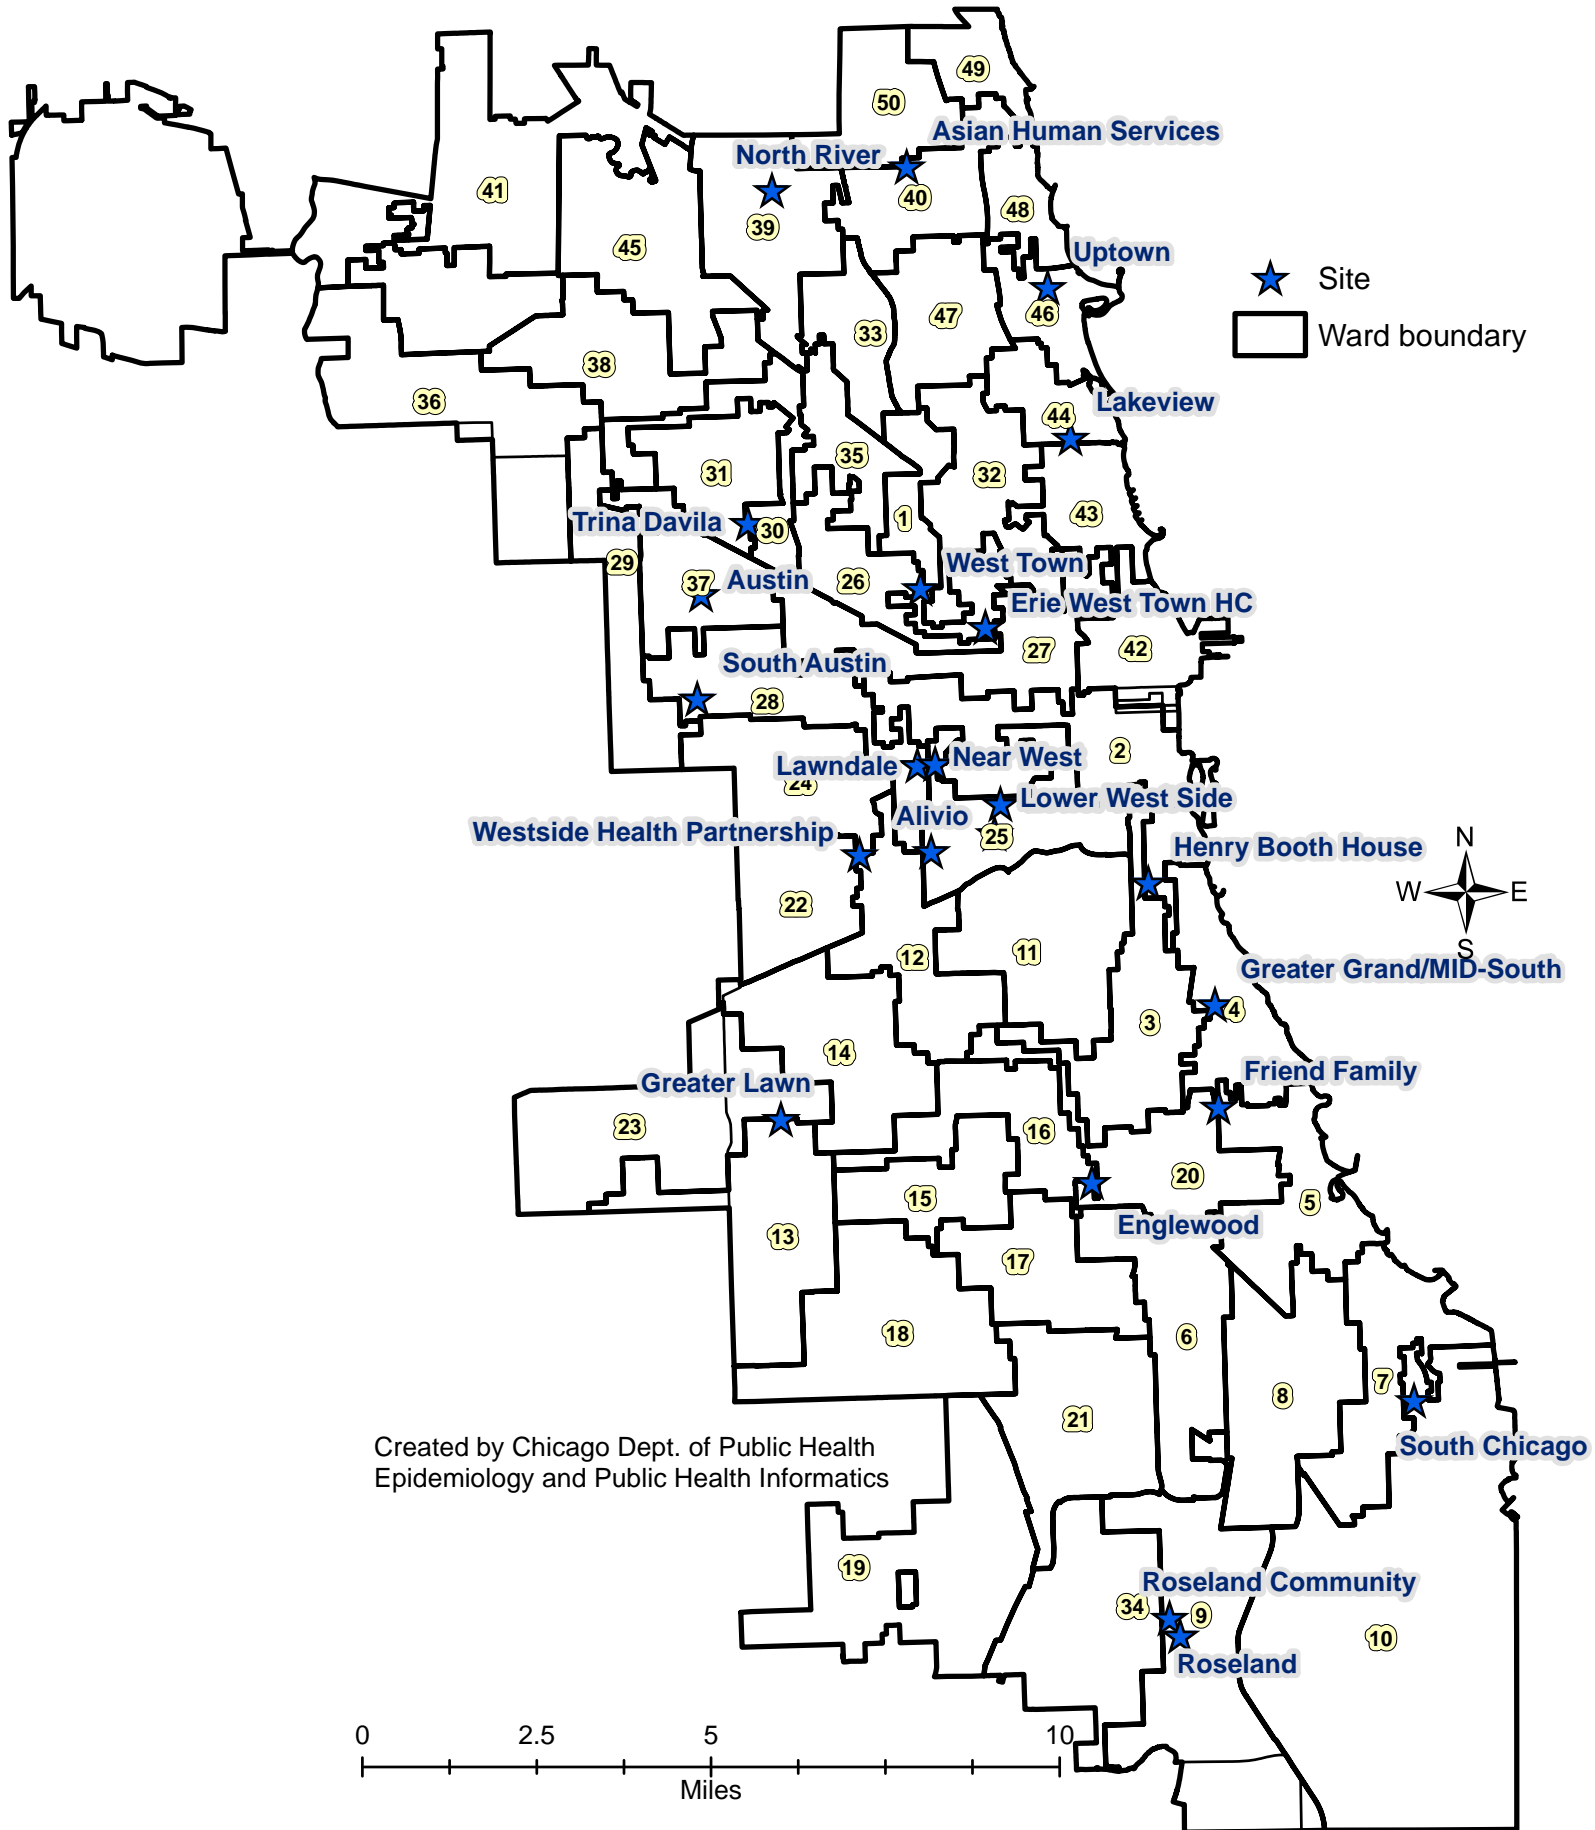 49
50
Asian Human Services
North River
41
40
48
39
45
Uptown
Site
46
47
33
Ward boundary
38
36
Lakeview
44
35
31
32
1
43
Trina Davila
30
29
West Town
37
Austin
26
Erie West Town HC
27
42
South Austin
28
2
Near West
Lawndale
24
Lower West Side
Alivio
Westside Health Partnership
25
Henry Booth House
N
W
E
S
22
11
12
Greater Grand/MID-South
4
3
14
Friend Family
Greater Lawn
23
16
20
15
5
Englewood
13
17
18
6
7
8
21
South Chicago
Created by Chicago Dept. of Public Health
Epidemiology and Public Health Informatics
19
Roseland Community
34
9
10
Roseland
0 2.5 5 10
Miles